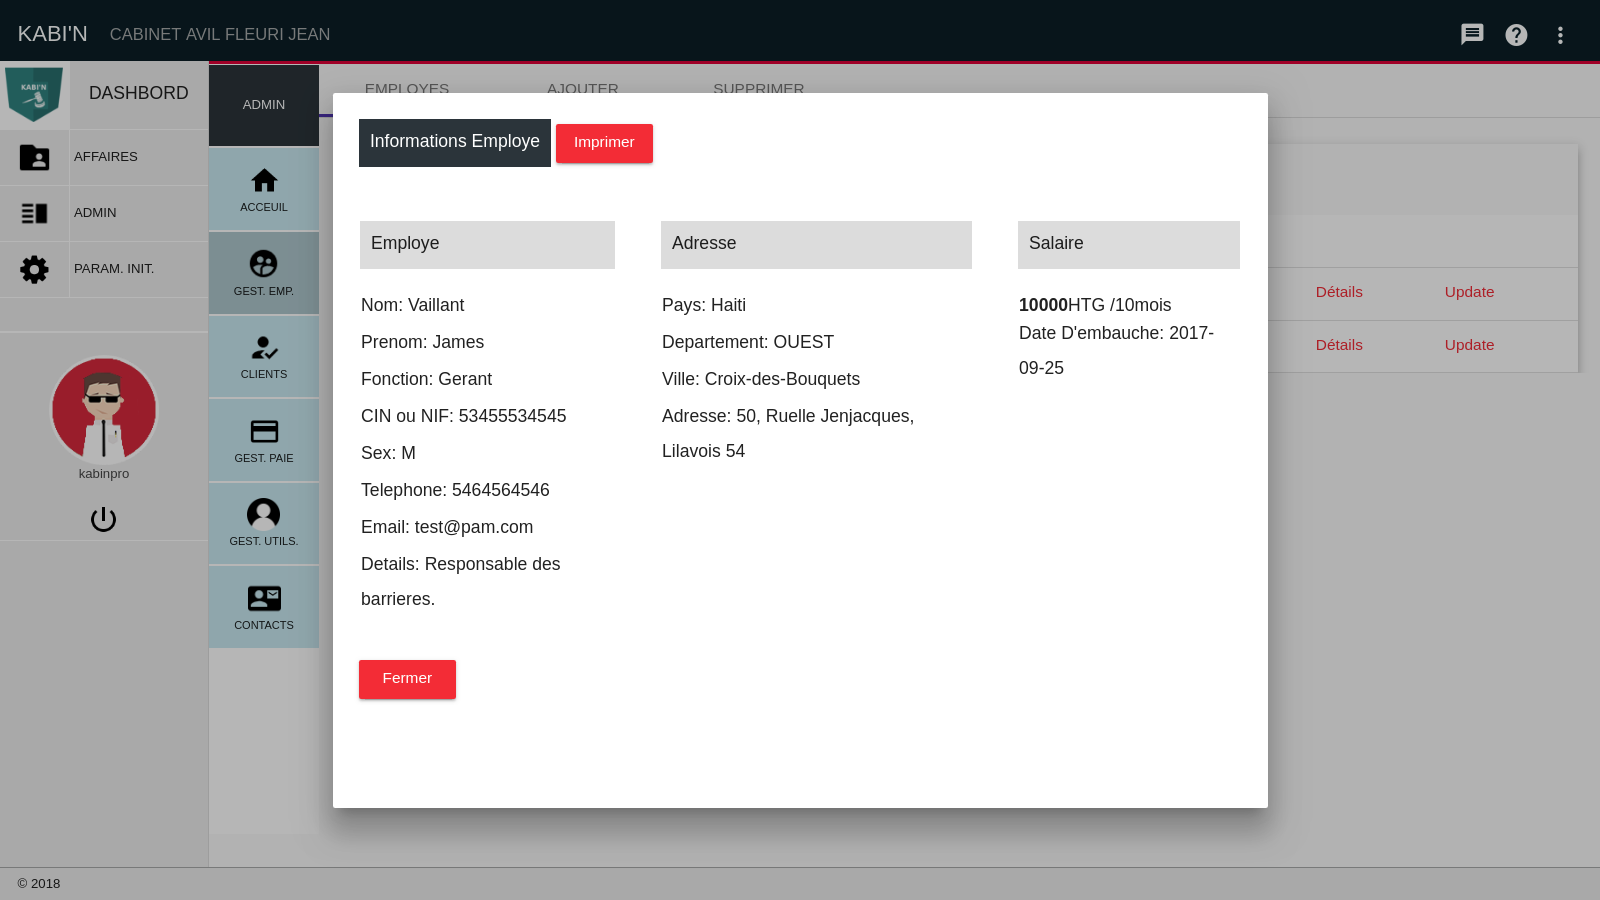 KABI'N CABINET AVIL FLEURI JEAN
KABI'N
DASHBORD
AFFAIRES
ADMIN
PARAM. INIT.
kabinpro
ADMIN
ACCEUIL
GEST. EMP.
CLIENTS
GEST. PAIE
GEST. UTILS.
CONTACTS
EMPLOYES AJOUTER SUPPRIMER
Informations Employe Imprimer
Employe
Nom: Vaillant
Prenom: James
Fonction: Gerant
CIN ou NIF: 53455534545
Sex: M
Telephone: 5464564546
Email: test@pam.com
Details: Responsable des
barrieres.
Adresse
Pays: Haiti
Departement: OUEST
Ville: Croix-des-Bouquets
Adresse: 50, Ruelle Jenjacques,
Lilavois 54
Salaire
10000HTG /10mois
Date D'embauche: 2017-
09-25
Fermer
Détails Update
Détails Update
© 2018